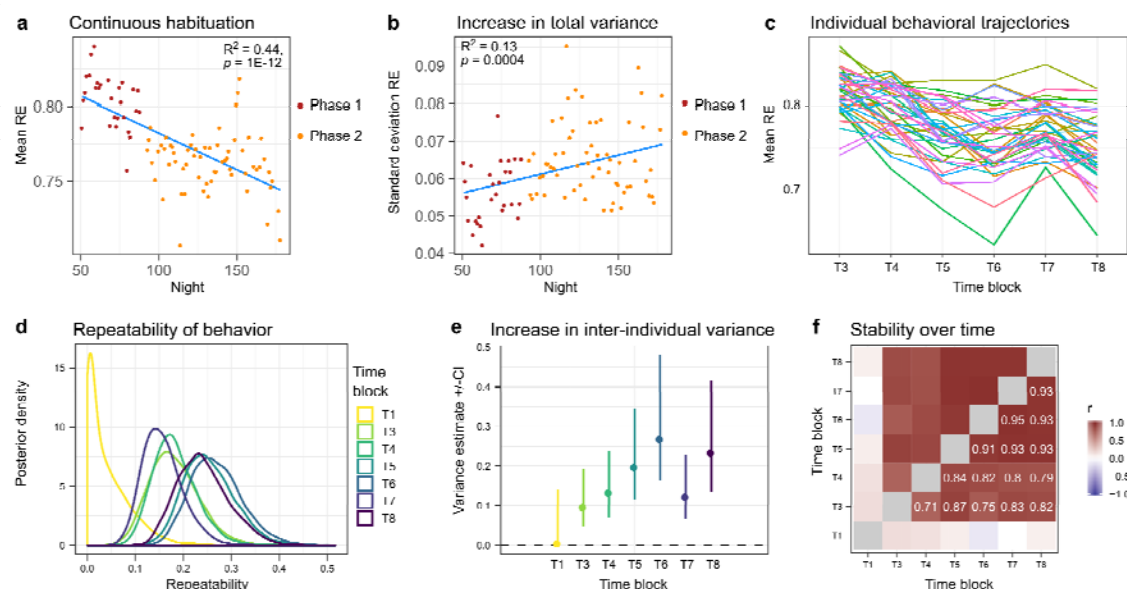 a Continuous habituation
R² = 0.44,
p = 1E-12
0.80
0.75
Mean RE
50 100 150
Night
Phase 1
Phase 2
b Increase in total variance
R² = 0.13
p = 0.0004
0.09
0.08
0.07
0.06
0.05
0.04
Standard deviation RE
50 100 150
Night
Phase 1
Phase 2
c Individual behavioral trajectories
0.8
0.7
Mean RE
T3 T4 T5 T6 T7 T8
Time block
d Repeatability of behavior
15
10
5
0
Posterior density
0.0 0.1 0.2 0.3 0.4 0.5
Repeatability
Time
block
T1
T3
T4
T5
T6
T7
T8
e Increase in inter-individual variance
0.5
0.4
0.3
0.2
0.1
0.0
Variance estimate +/-CI
T1 T3 T4 T5 T6 T7 T8
Time block
f Stability over time
T8
T7 0.93
T6 0.95 0.93
T5 0.91 0.93 0.93
T4 0.84 0.82 0.8 0.79
T3 0.71 0.87 0.75 0.83 0.82
T1
Time block
T1 T3 T4 T5 T6 T7 T8
Time block
r
1.0
0.5
0.0
−0.5
−1.0